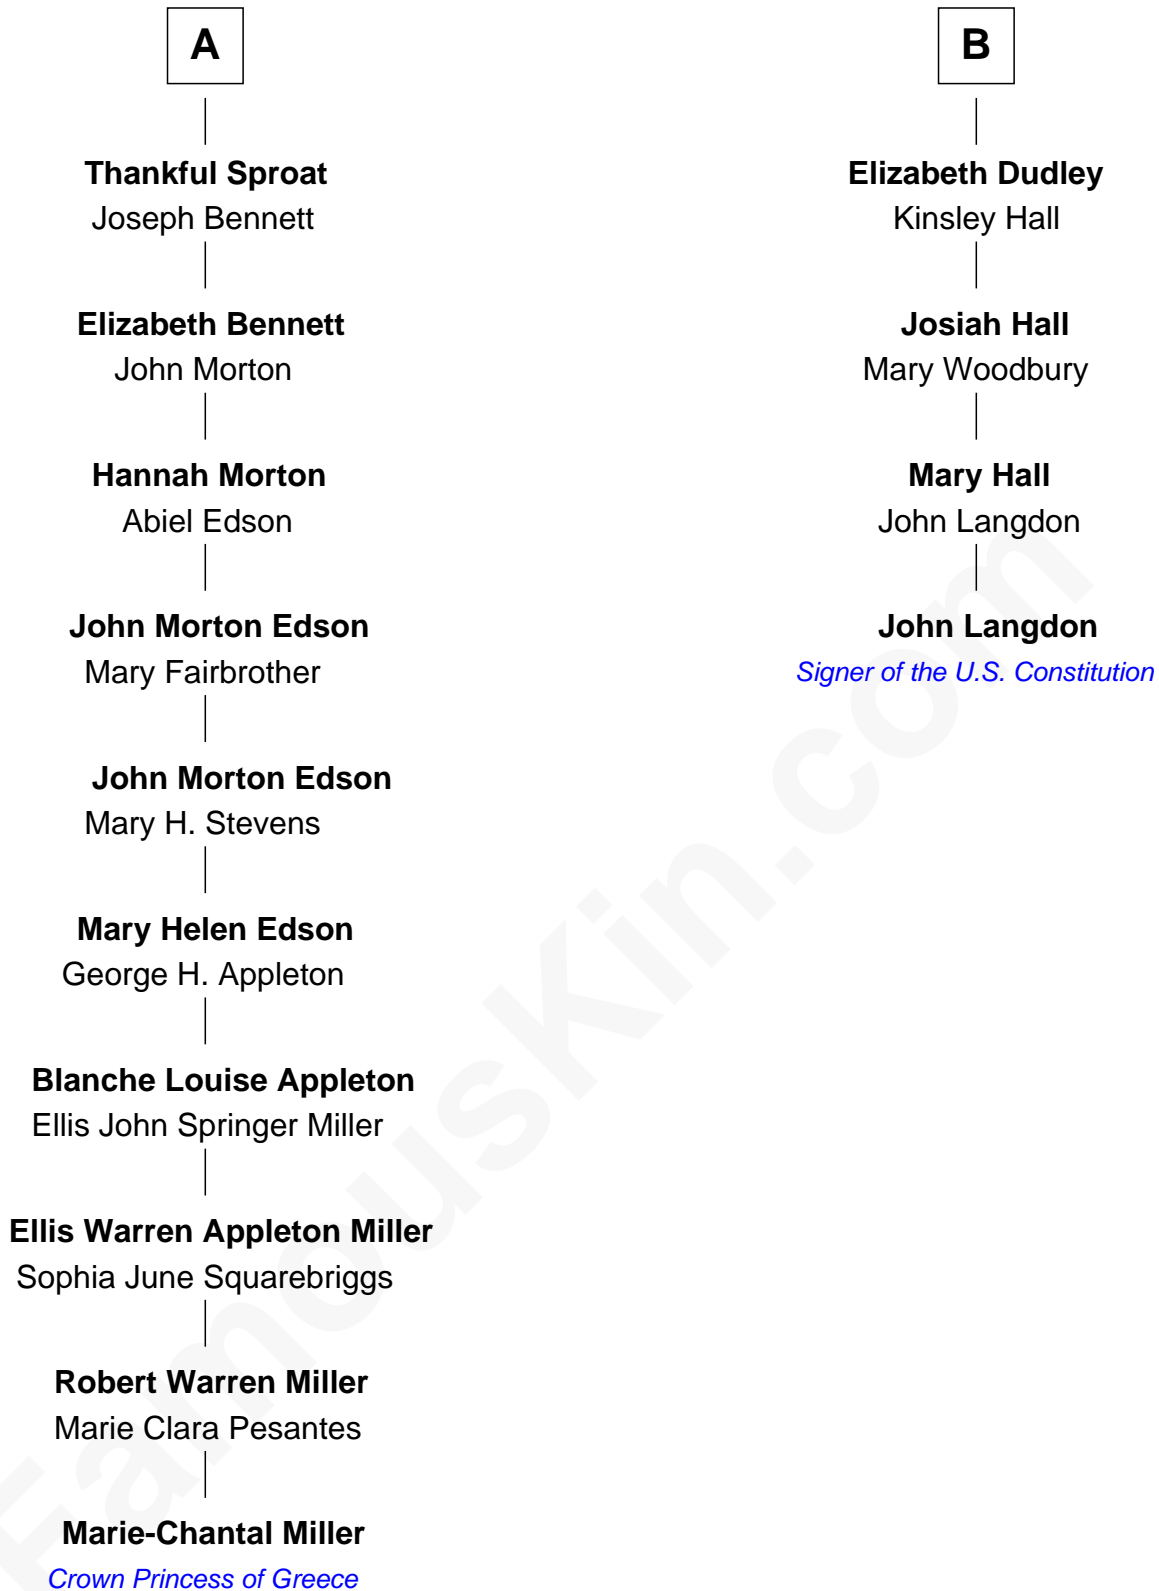 A
Thankful Sproat
Joseph Bennett
Elizabeth Bennett
John Morton
Hannah Morton
Abiel Edson
John Morton Edson
Mary Fairbrother
John Morton Edson
Mary H. Stevens
Mary Helen Edson
George H. Appleton
Blanche Louise Appleton
Ellis John Springer Miller
Ellis Warren Appleton Miller
Sophia June Squarebriggs
Robert Warren Miller
Marie Clara Pesantes
Marie-Chantal Miller
Crown Princess of Greece
B
Elizabeth Dudley
Kinsley Hall
Josiah Hall
Mary Woodbury
Mary Hall
John Langdon
John Langdon
Signer of the U.S. Constitution
FamousKin.com